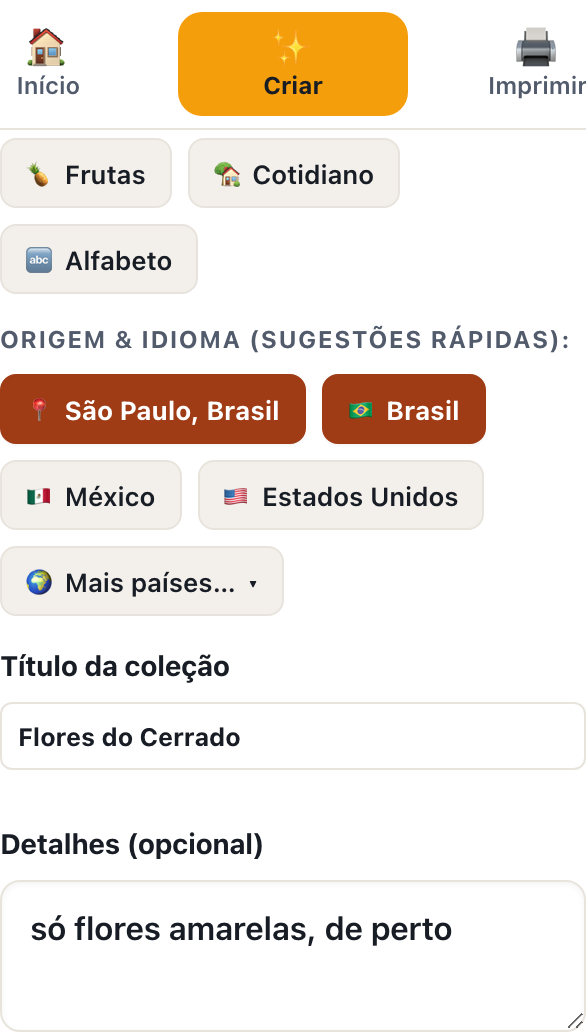 Início
Criar
Imprimir
Frutas
Cotidiano
abc Alfabeto
ORIGEM & IDIOMA (SUGESTÕES RÁPIDAS):
São Paulo, Brasil
Brasil
México
Estados Unidos
Mais países...
Título da coleção
Flores do Cerrado
Detalhes (opcional)
só flores amarelas, de perto